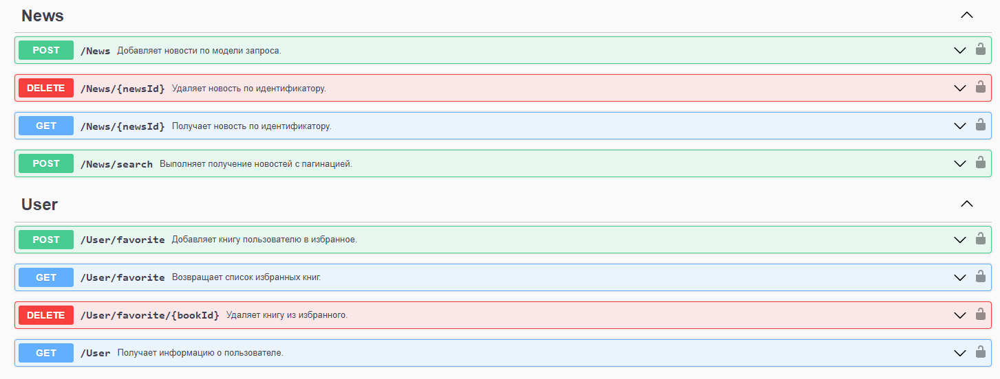 News
POST /News Добавляет новости по модели запроса.
DELETE /News/{newsId} Удаляет новость по идентификатору.
GET /News/{newsId} Получает новость по идентификатору.
POST /News/search Выполняет получение новостей с пагинацией.
User
POST /User/favorite Добавляет книгу пользователю в избранное.
GET /User/favorite Возвращает список избранных книг.
DELETE /User/favorite/{bookId} Удаляет книгу из избранного.
GET /User Получает информацию о пользователе.